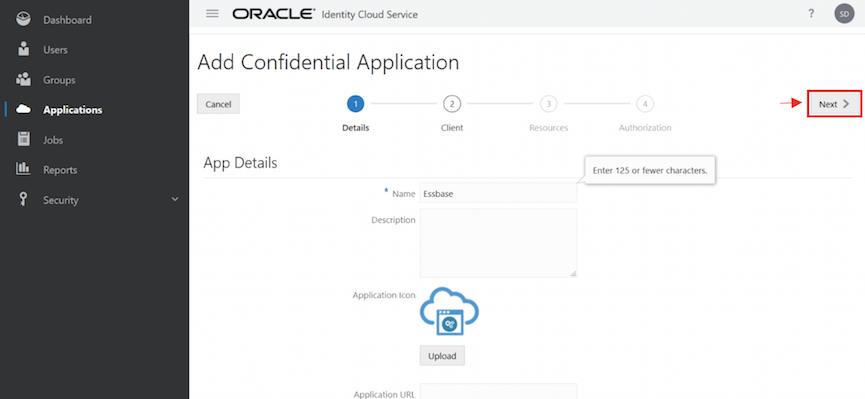 Dashboard
Users
Groups
Applications
Jobs
Reports
Security
ORACLE® Identity Cloud Service
? SD
Add Confidential Application
Cancel
1 2 3 4
Next
Details Client Resources Authorization
App Details
Enter 125 or fewer characters.
* Name Essbase
Description
Application Icon
Upload
Application URL